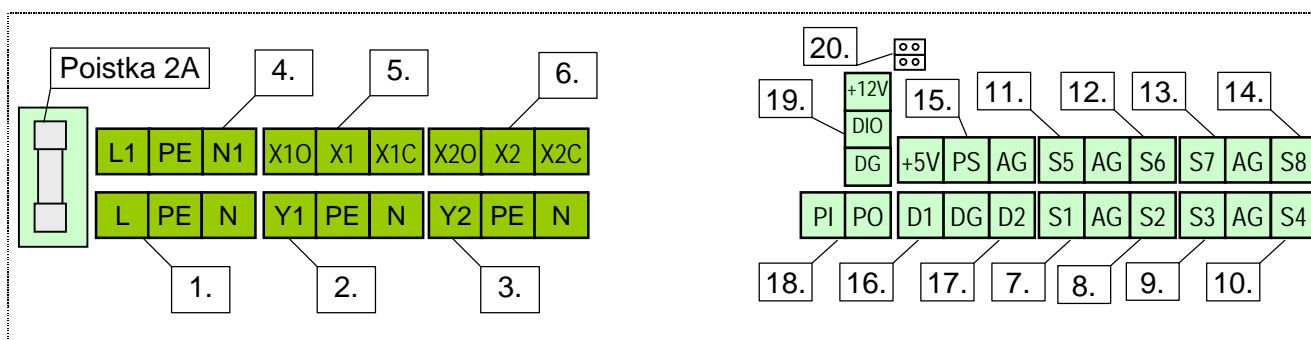 Poistka 2A
4.
5.
6.
L1 PE N1 X1O X1 X1C X2O X2 X2C
L PE N Y1 PE N Y2 PE N
1.
2.
3.
20.
19.
+12V
DIO
DG
15.
11.
12.
13.
14.
+5V PS AG S5 AG S6 S7 AG S8
PI PO D1 DG D2 S1 AG S2 S3 AG S4
18.
16.
17.
7.
8.
9.
10.